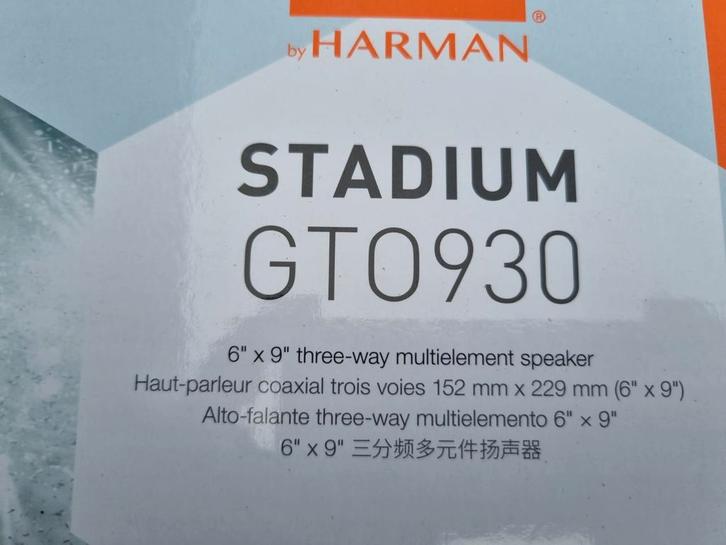 ®
by HARMAN
STADIUM
GTO930
6" x 9" three-way multielement speaker
Haut-parleur coaxial trois voies 152 mm x 229 mm (6" x 9")
Alto-falante three-way multielemento 6" × 9"
6" x 9" 三分频多元件扬声器